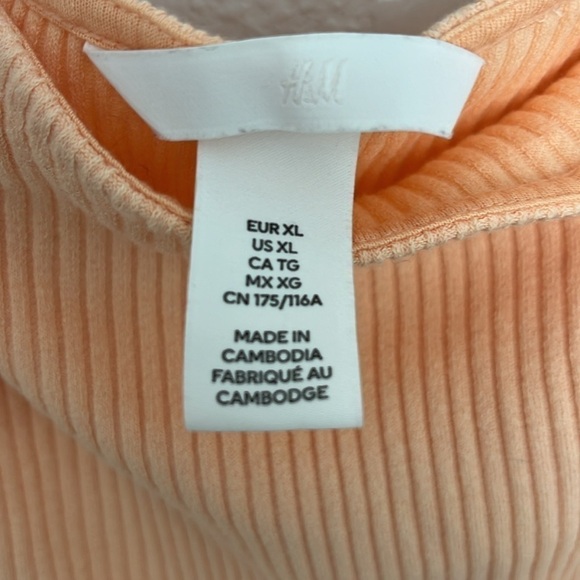 H&M
EUR XL
US XL
CA TG
MX XG
CN 175/116A
MADE IN
CAMBODIA
FABRIQUÉ AU
CAMBODGE